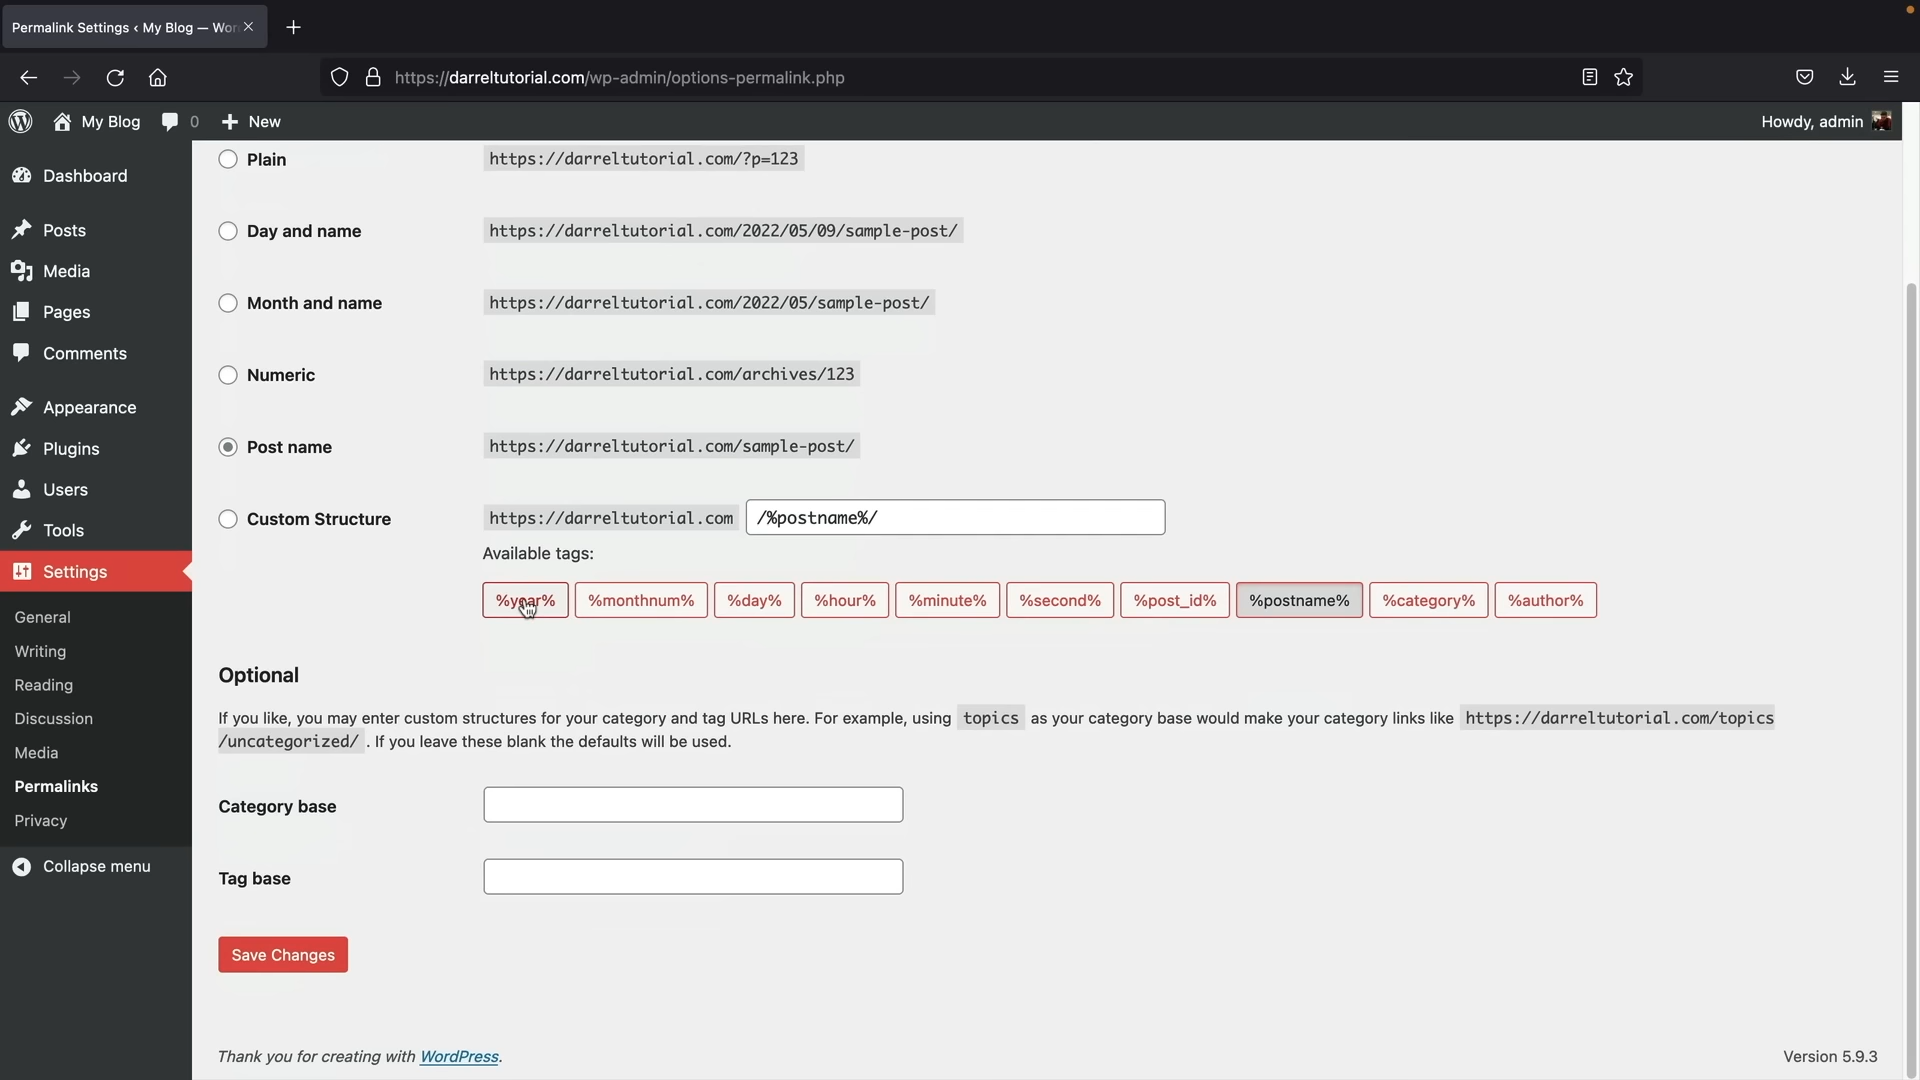 Permalink Settings ‹ My Blog — Wor
https://darreltutorial.com/wp-admin/options-permalink.php
My Blog 0 New Howdy, admin
Dashboard
Posts
Media
Pages
Comments
Appearance
Plugins
Users
Tools
Settings
General
Writing
Reading
Discussion
Media
Permalinks
Privacy
Collapse menu
Plain https://darreltutorial.com/?p=123
Day and name https://darreltutorial.com/2022/05/09/sample-post/
Month and name https://darreltutorial.com/2022/05/sample-post/
Numeric https://darreltutorial.com/archives/123
Post name https://darreltutorial.com/sample-post/
Custom Structure https://darreltutorial.com /%postname%/
Available tags:
%year% %monthnum% %day% %hour% %minute% %second% %post_id% %postname% %category% %author%
Optional
If you like, you may enter custom structures for your category and tag URLs here. For example, using topics as your category base would make your category links like https://darreltutorial.com/topics
/uncategorized/ . If you leave these blank the defaults will be used.
Category base
Tag base
Save Changes
Thank you for creating with WordPress. Version 5.9.3